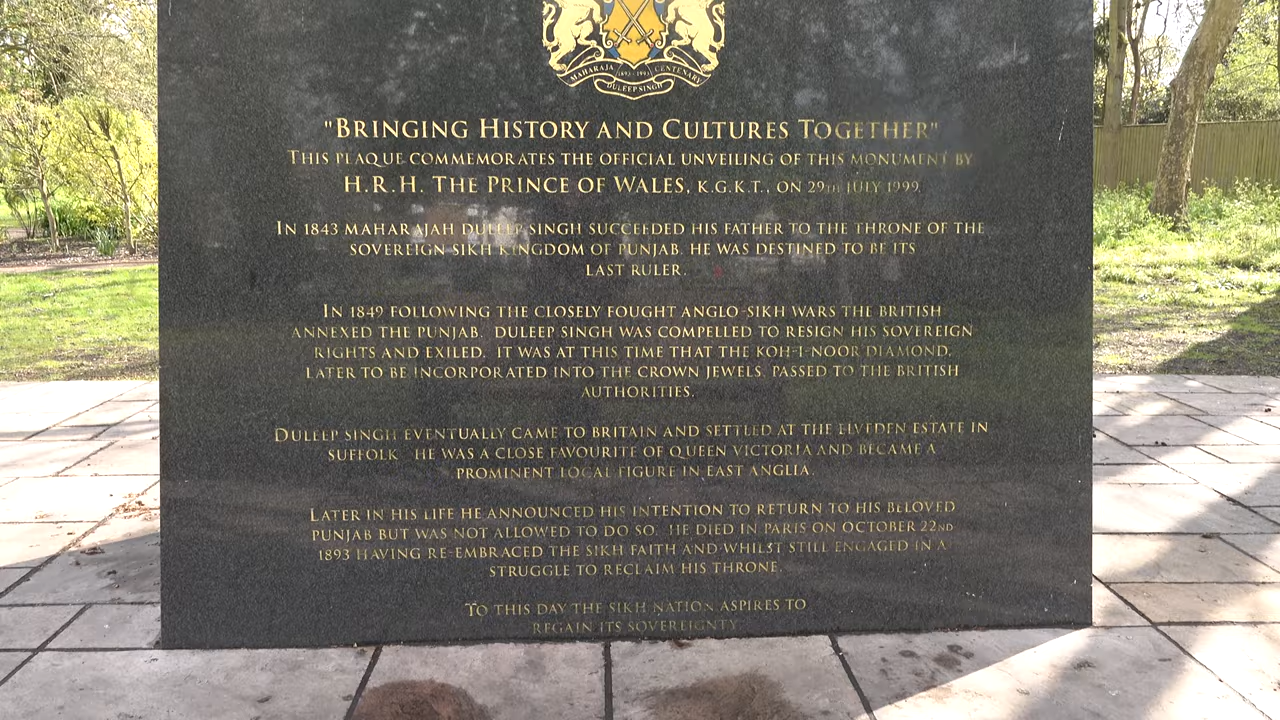 MAHARAJA 1893-1993 CENTENARY
DULEEP SINGH
"BRINGING HISTORY AND CULTURES TOGETHER"
THIS PLAQUE COMMEMORATES THE OFFICIAL UNVEILING OF THIS MONUMENT BY
H.R.H. THE PRINCE OF WALES, K.G.K.T., ON 29TH JULY 1999.
IN 1843 MAHARAJAH DULEEP SINGH SUCCEEDED HIS FATHER TO THE THRONE OF THE
SOVEREIGN SIKH KINGDOM OF PUNJAB. HE WAS DESTINED TO BE ITS
LAST RULER.
IN 1849 FOLLOWING THE CLOSELY FOUGHT ANGLO-SIKH WARS THE BRITISH
ANNEXED THE PUNJAB. DULEEP SINGH WAS COMPELLED TO RESIGN HIS SOVEREIGN
RIGHTS AND EXILED. IT WAS AT THIS TIME THAT THE KOH-I-NOOR DIAMOND,
LATER TO BE INCORPORATED INTO THE CROWN JEWELS, PASSED TO THE BRITISH
AUTHORITIES.
DULEEP SINGH EVENTUALLY CAME TO BRITAIN AND SETTLED AT THE ELVEDEN ESTATE IN
SUFFOLK. HE WAS A CLOSE FAVOURITE OF QUEEN VICTORIA AND BECAME A
PROMINENT LOCAL FIGURE IN EAST ANGLIA.
LATER IN HIS LIFE HE ANNOUNCED HIS INTENTION TO RETURN TO HIS BELOVED
PUNJAB BUT WAS NOT ALLOWED TO DO SO. HE DIED IN PARIS ON OCTOBER 22ND
1893 HAVING RE-EMBRACED THE SIKH FAITH AND WHILST STILL ENGAGED IN A
STRUGGLE TO RECLAIM HIS THRONE.
TO THIS DAY THE SIKH NATION ASPIRES TO
REGAIN ITS SOVEREIGNTY.